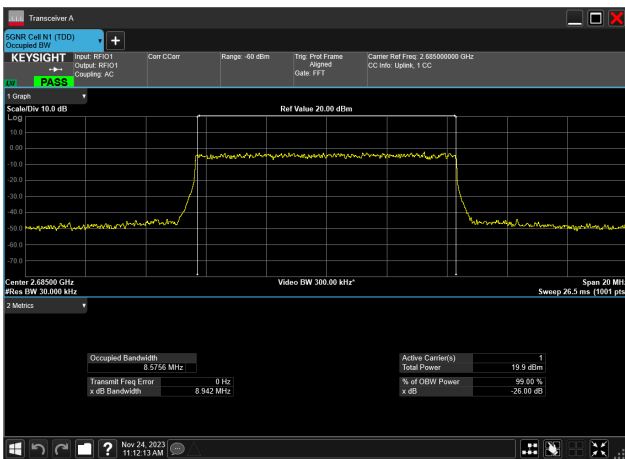 Transceiver A
5GNR Cell N1 (TDD)
Occupied BW
KEYSIGHT
Input: RFIO1
Output: RFIO1
Coupling: AC
Corr CCorr
Range: -60 dBm
Trig: Prot Frame
Aligned
Gate: FFT
Carrier Ref Freq: 2.685000000 GHz
CC Info: Uplink, 1 CC
PASS
1 Graph
Scale/Div 10.0 dB
Ref Value 20.00 dBm
Log
10.0
0.00
-10.0
-20.0
-30.0
-40.0
-50.0
-60.0
-70.0
Center 2.68500 GHz
Video BW 300.00 kHz*
Span 20 MHz
#Res BW 30.000 kHz
Sweep 26.5 ms (1001 pts
2 Metrics
Occupied Bandwidth
8.5756 MHz
Transmit Freq Error 0 Hz
x dB Bandwidth 8.942 MHz
Active Carrier(s) 1
Total Power 19.9 dBm
% of OBW Power 99.00 %
x dB -26.00 dB
Nov 24, 2023
11:12:13 AM